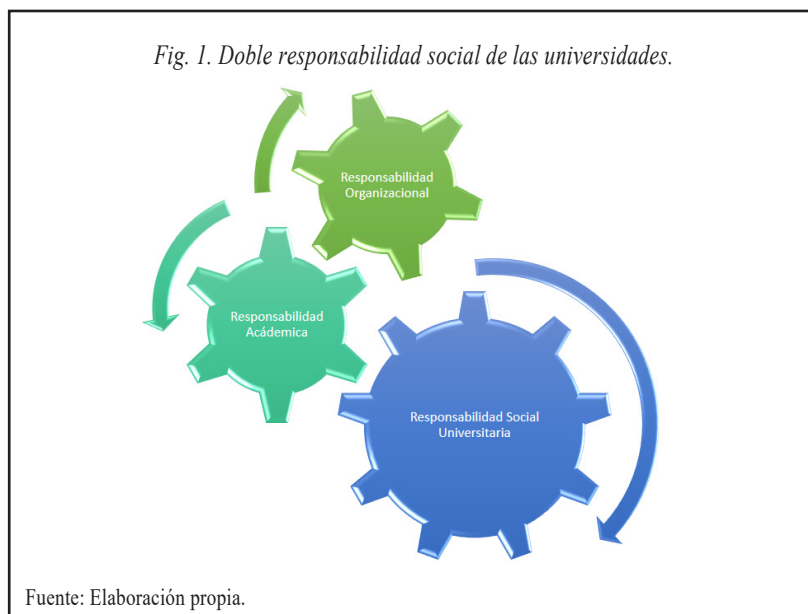 Fig. 1. Doble responsabilidad social de las universidades.
Responsabilidad
Organizacional
Responsabilidad
Acádemica
Responsabilidad Social
Universitaria
Fuente: Elaboración propia.